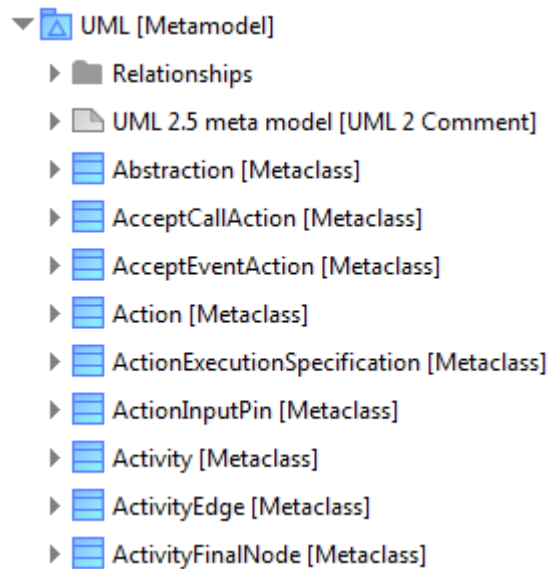 UML [Metamodel]
Relationships
UML 2.5 meta model [UML 2 Comment]
Abstraction [Metaclass]
AcceptCallAction [Metaclass]
AcceptEventAction [Metaclass]
Action [Metaclass]
ActionExecutionSpecification [Metaclass]
ActionInputPin [Metaclass]
Activity [Metaclass]
ActivityEdge [Metaclass]
ActivityFinalNode [Metaclass]